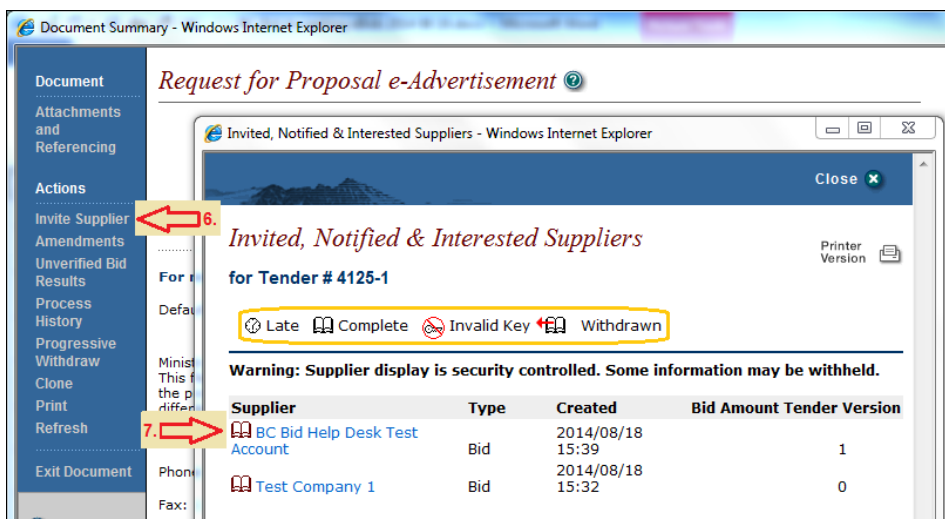 Document Summary - Windows Internet Explorer
Document
Attachments
and
Referencing
Actions
Invite Supplier
Amendments
Unverified Bid
Results
Process
History
Progressive
Withdraw
Clone
Print
Refresh
Exit Document
Request for Proposal e-Advertisement ?
6.
7.
For
Minist
This
the
Phon
Fax:
Invited, Notified & Interested Suppliers - Windows Internet Explorer
Close
Invited, Notified & Interested Suppliers
Printer
Version
for Tender # 4125-1
Late Complete Invalid Key Withdrawn
Warning: Supplier display is security controlled. Some information may be withheld.
Supplier Type Created Bid Amount Tender Version
BC Bid Help Desk Test
Account Bid 2014/08/18
15:39 1
Test Company 1 Bid 2014/08/18
15:32 0